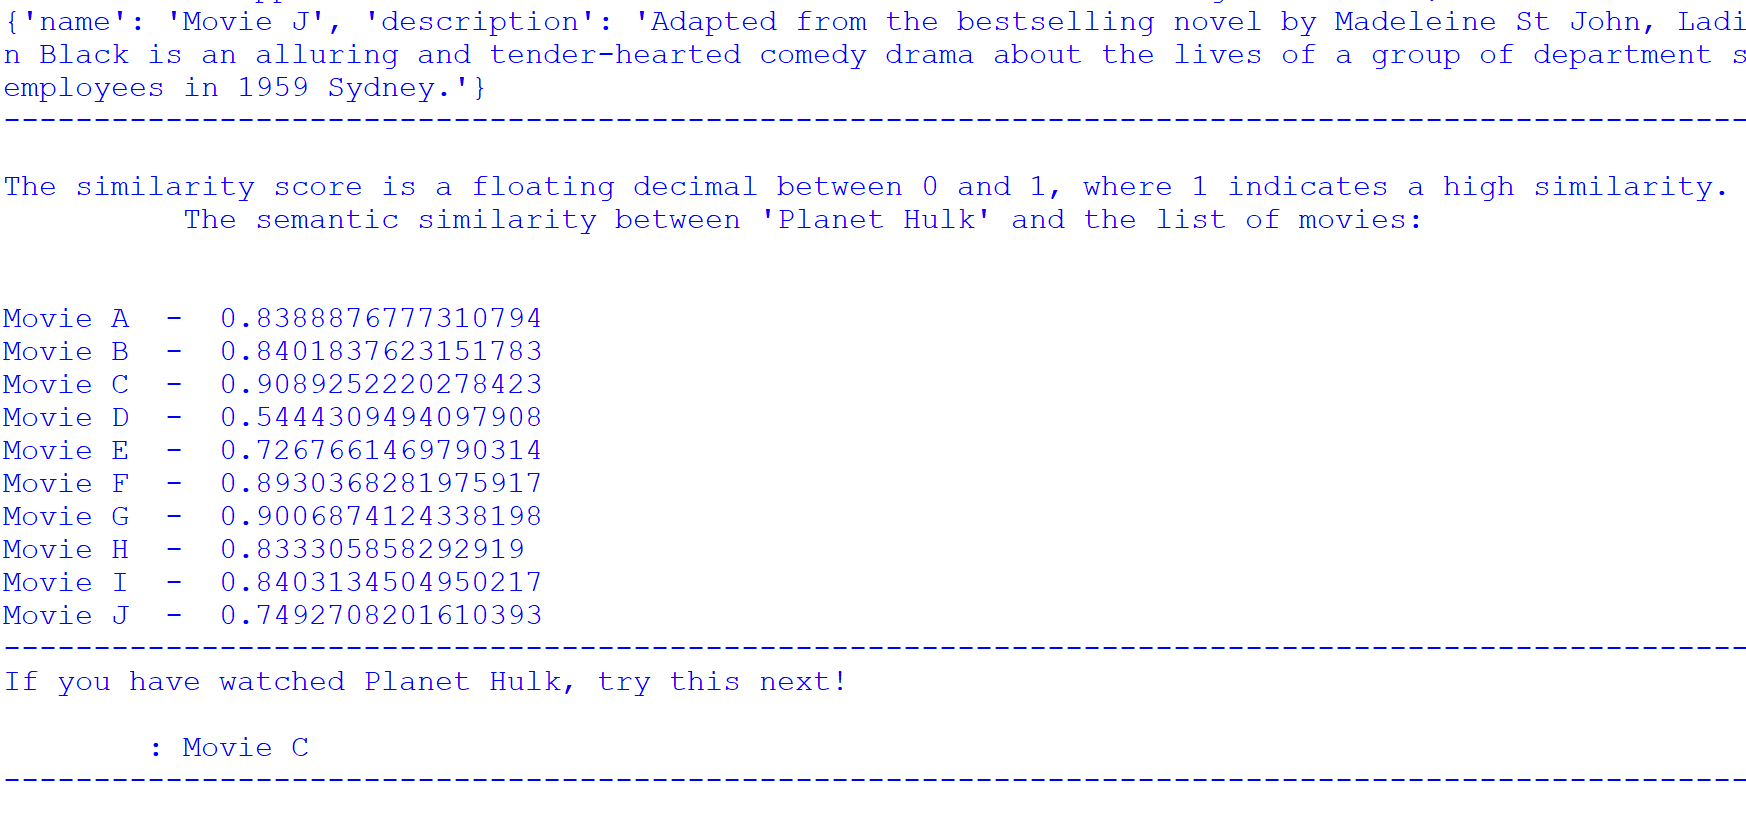 {'name': 'Movie J', 'description': 'Adapted from the bestselling novel by Madeleine St John, Ladi
n Black is an alluring and tender-hearted comedy drama about the lives of a group of department s
employees in 1959 Sydney.'}
-------------------------------------------------------------------------------------------------
The similarity score is a floating decimal between 0 and 1, where 1 indicates a high similarity.
The semantic similarity between 'Planet Hulk' and the list of movies:
Movie A - 0.8388876777310794
Movie B - 0.8401837623151783
Movie C - 0.9089252220278423
Movie D - 0.5444309494097908
Movie E - 0.7267661469790314
Movie F - 0.8930368281975917
Movie G - 0.9006874124338198
Movie H - 0.833305858292919
Movie I - 0.8403134504950217
Movie J - 0.7492708201610393
-------------------------------------------------------------------------------------------------
If you have watched Planet Hulk, try this next!
: Movie C
-------------------------------------------------------------------------------------------------